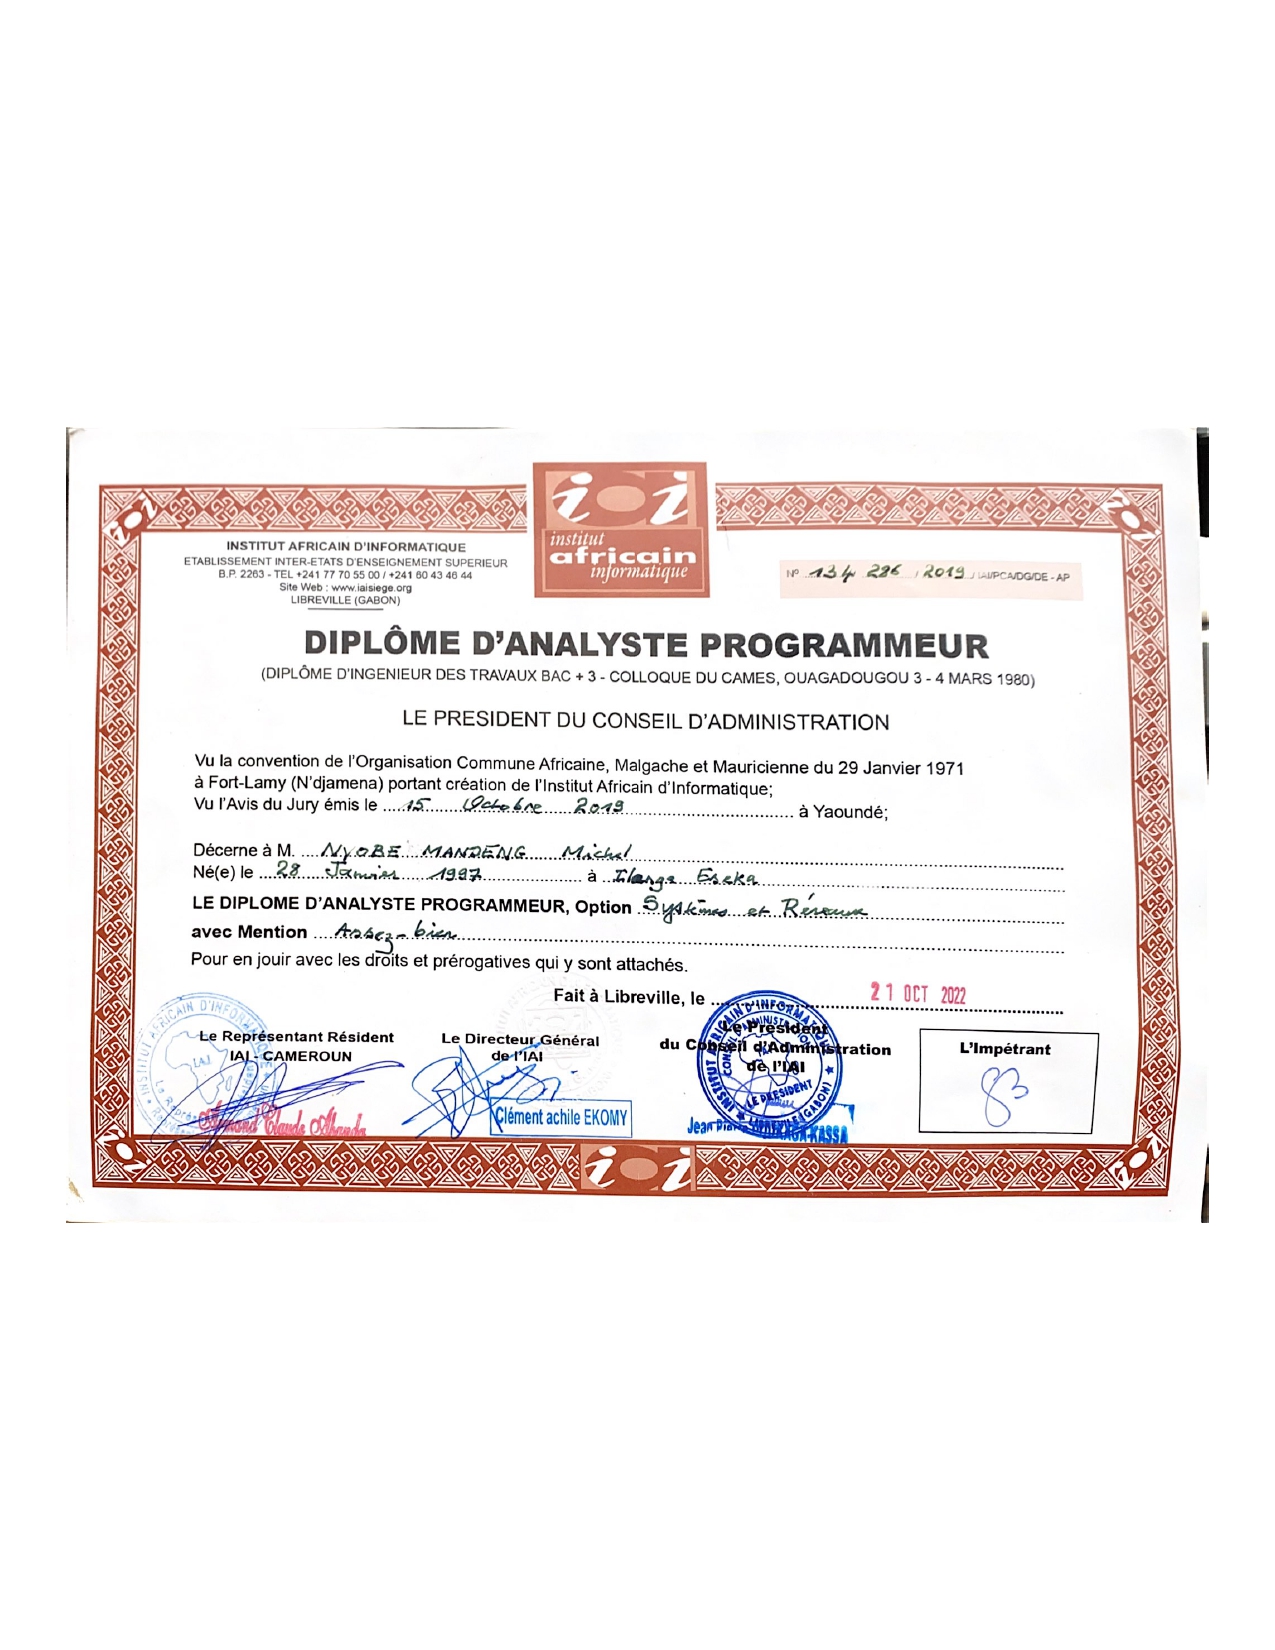 institut
africain
informatique
INSTITUT AFRICAIN D'INFORMATIQUE
ETABLISSEMENT INTER-ETATS D'ENSEIGNEMENT SUPERIEUR
B.P. 2263 - TEL +241 77 70 55 00 / +241 60 43 46 44
Site Web : www.iaisiege.org
LIBREVILLE (GABON)
N° 134 286 / 2019 / IAI/PCA/DG/DE - AP
DIPLÔME D'ANALYSTE PROGRAMMEUR
(DIPLÔME D'INGENIEUR DES TRAVAUX BAC + 3 - COLLOQUE DU CAMES, OUAGADOUGOU 3 - 4 MARS 1980)
LE PRESIDENT DU CONSEIL D'ADMINISTRATION
Vu la convention de l'Organisation Commune Africaine, Malgache et Mauricienne du 29 Janvier 1971
à Fort-Lamy (N'djamena) portant création de l'Institut Africain d'Informatique;
Vu l'Avis du Jury émis le 15 Octobre 2019 à Yaoundé;
Décerne à M. NYOBE MANDENG Michel
Né(e) le 28 Janvier 1997 à Ilanga Eseka
LE DIPLOME D'ANALYSTE PROGRAMMEUR, Option Systèmes et Réseaux
avec Mention Assez-bien
Pour en jouir avec les droits et prérogatives qui y sont attachés.
Fait à Libreville, le 21 OCT 2022
Le Représentant Résident
IAI - CAMEROUN
Armand Claude Abanda
Le Directeur Général
de l'IAI
Clément achile EKOMY
Le Président
du Conseil d'Administration
de l'IAI
LE PRESIDENT
Jean
KASSA
L'Impétrant